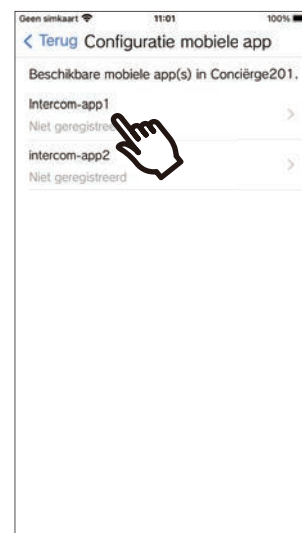 Geen simkaart 11:01 100%
Terug Configuratie mobiele app
Beschikbare mobiele app(s) in Conciërge201.
Intercom-app1
Niet geregistreerd
intercom-app2
Niet geregistreerd